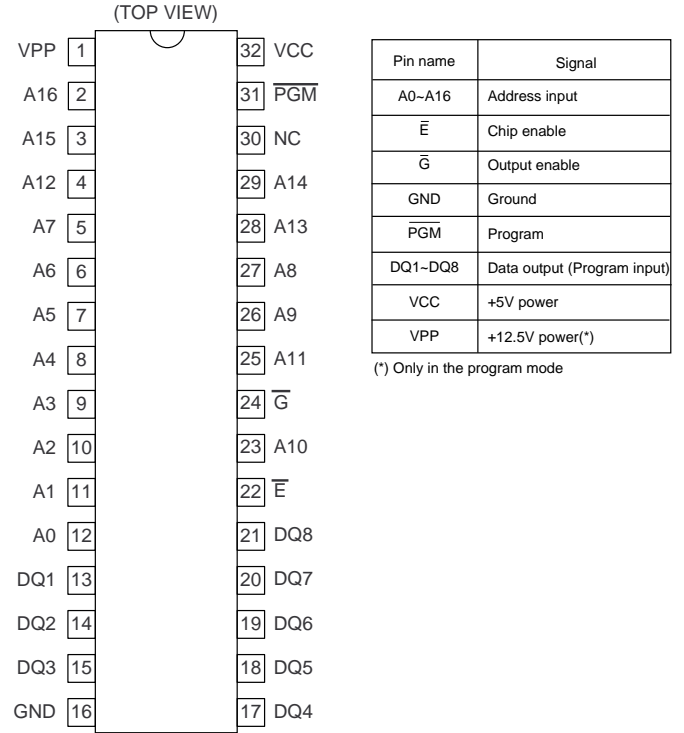 (TOP VIEW)
VPP 1 32 VCC
A16 2 31 PGM
A15 3 30 NC
A12 4 29 A14
A7 5 28 A13
A6 6 27 A8
A5 7 26 A9
A4 8 25 A11
A3 9 24 G
A2 10 23 A10
A1 11 22 E
A0 12 21 DQ8
DQ1 13 20 DQ7
DQ2 14 19 DQ6
DQ3 15 18 DQ5
GND 16 17 DQ4
Pin name Signal
A0~A16 Address input
E Chip enable
G Output enable
GND Ground
PGM Program
DQ1~DQ8 Data output (Program input)
VCC +5V power
VPP +12.5V power(*)
(*) Only in the program mode